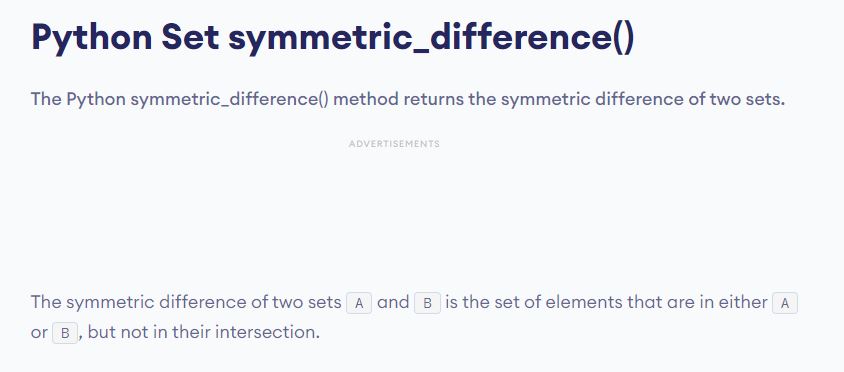 Python Set symmetric_difference()
The Python symmetric_difference() method returns the symmetric difference of two sets.
ADVERTISEMENTS
The symmetric difference of two sets A and B is the set of elements that are in either A
or B, but not in their intersection.